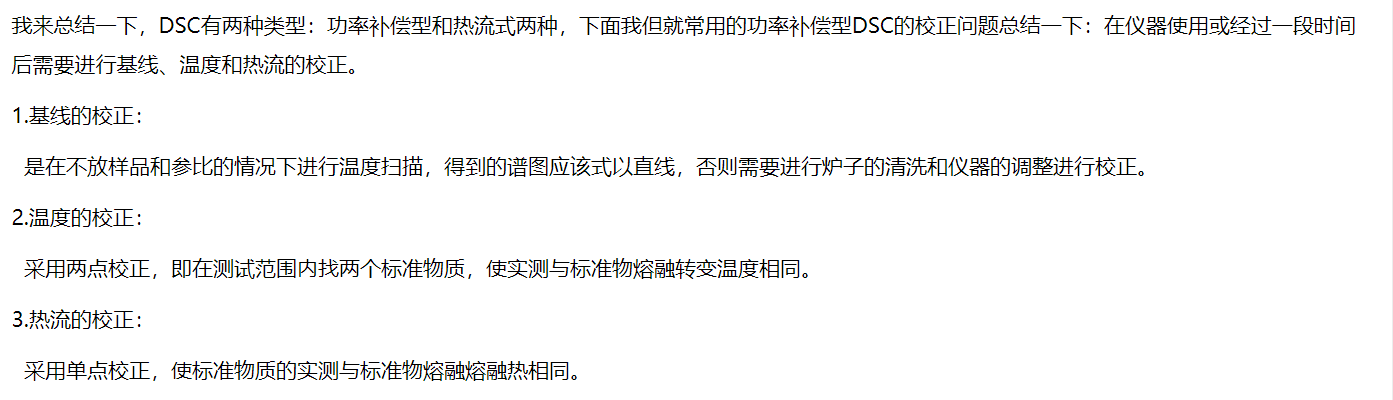 我来总结一下，DSC有两种类型：功率补偿型和热流式两种，下面我但就常用的功率补偿型DSC的校正问题总结一下：在仪器使用或经过一段时间
后需要进行基线、温度和热流的校正。
1.基线的校正：
是在不放样品和参比的情况下进行温度扫描，得到的谱图应该式以直线，否则需要进行炉子的清洗和仪器的调整进行校正。
2.温度的校正：
采用两点校正，即在测试范围内找两个标准物质，使实测与标准物熔融转变温度相同。
3.热流的校正：
采用单点校正，使标准物质的实测与标准物熔融熔融热相同。